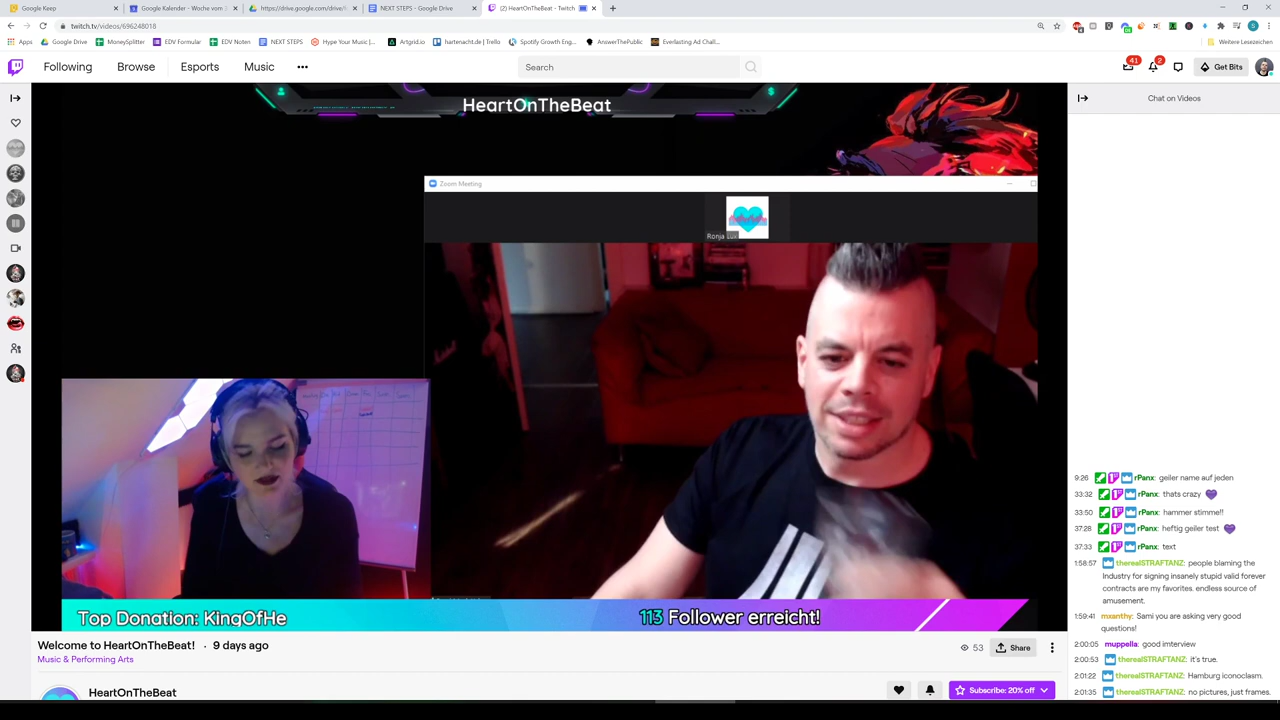 Google Keep
Google Kalender - Woche vom 3
https://drive.google.com/drive/f
NEXT STEPS - Google Drive
(2) HeartOnTheBeat - Twitch
twitch.tv/videos/696248018
Apps
Google Drive
MoneySplitter
EDV Formular
EDV Noten
NEXT STEPS
Hype Your Music |...
Artgrid.io
hartenacht.de | Trello
Spotify Growth Eng...
AnswerThePublic
Everlasting Ad Chall...
Weitere Lesezeichen
Following
Browse
Esports
Music
Search
41
2
Get Bits
Chat on Videos
HeartOnTheBeat
Zoom Meeting
Ronja Lux
Top Donation: KIngOfHe
113 Follower erreicht!
9:26 rPanx: geiler name auf jeden
33:32 rPanx: thats crazy
33:50 rPanx: hammer stimme!!
37:28 rPanx: heftig geiler test
37:33 rPanx: text
1:58:57 therealSTRAFTANZ: people blaming the
Industry for signing insanely stupid valid forever
contracts are my favorites. endless source of
amusement.
1:59:41 mxanthy: Sami you are asking very good
questions!
2:00:05 muppella: good imterview
2:00:53 therealSTRAFTANZ: it's true.
2:01:22 therealSTRAFTANZ: Hamburg iconoclasm.
2:01:35 therealSTRAFTANZ: no pictures, just frames.
Welcome to HeartOnTheBeat! · 9 days ago
53
Share
Music & Performing Arts
HeartOnTheBeat
Subscribe: 20% off